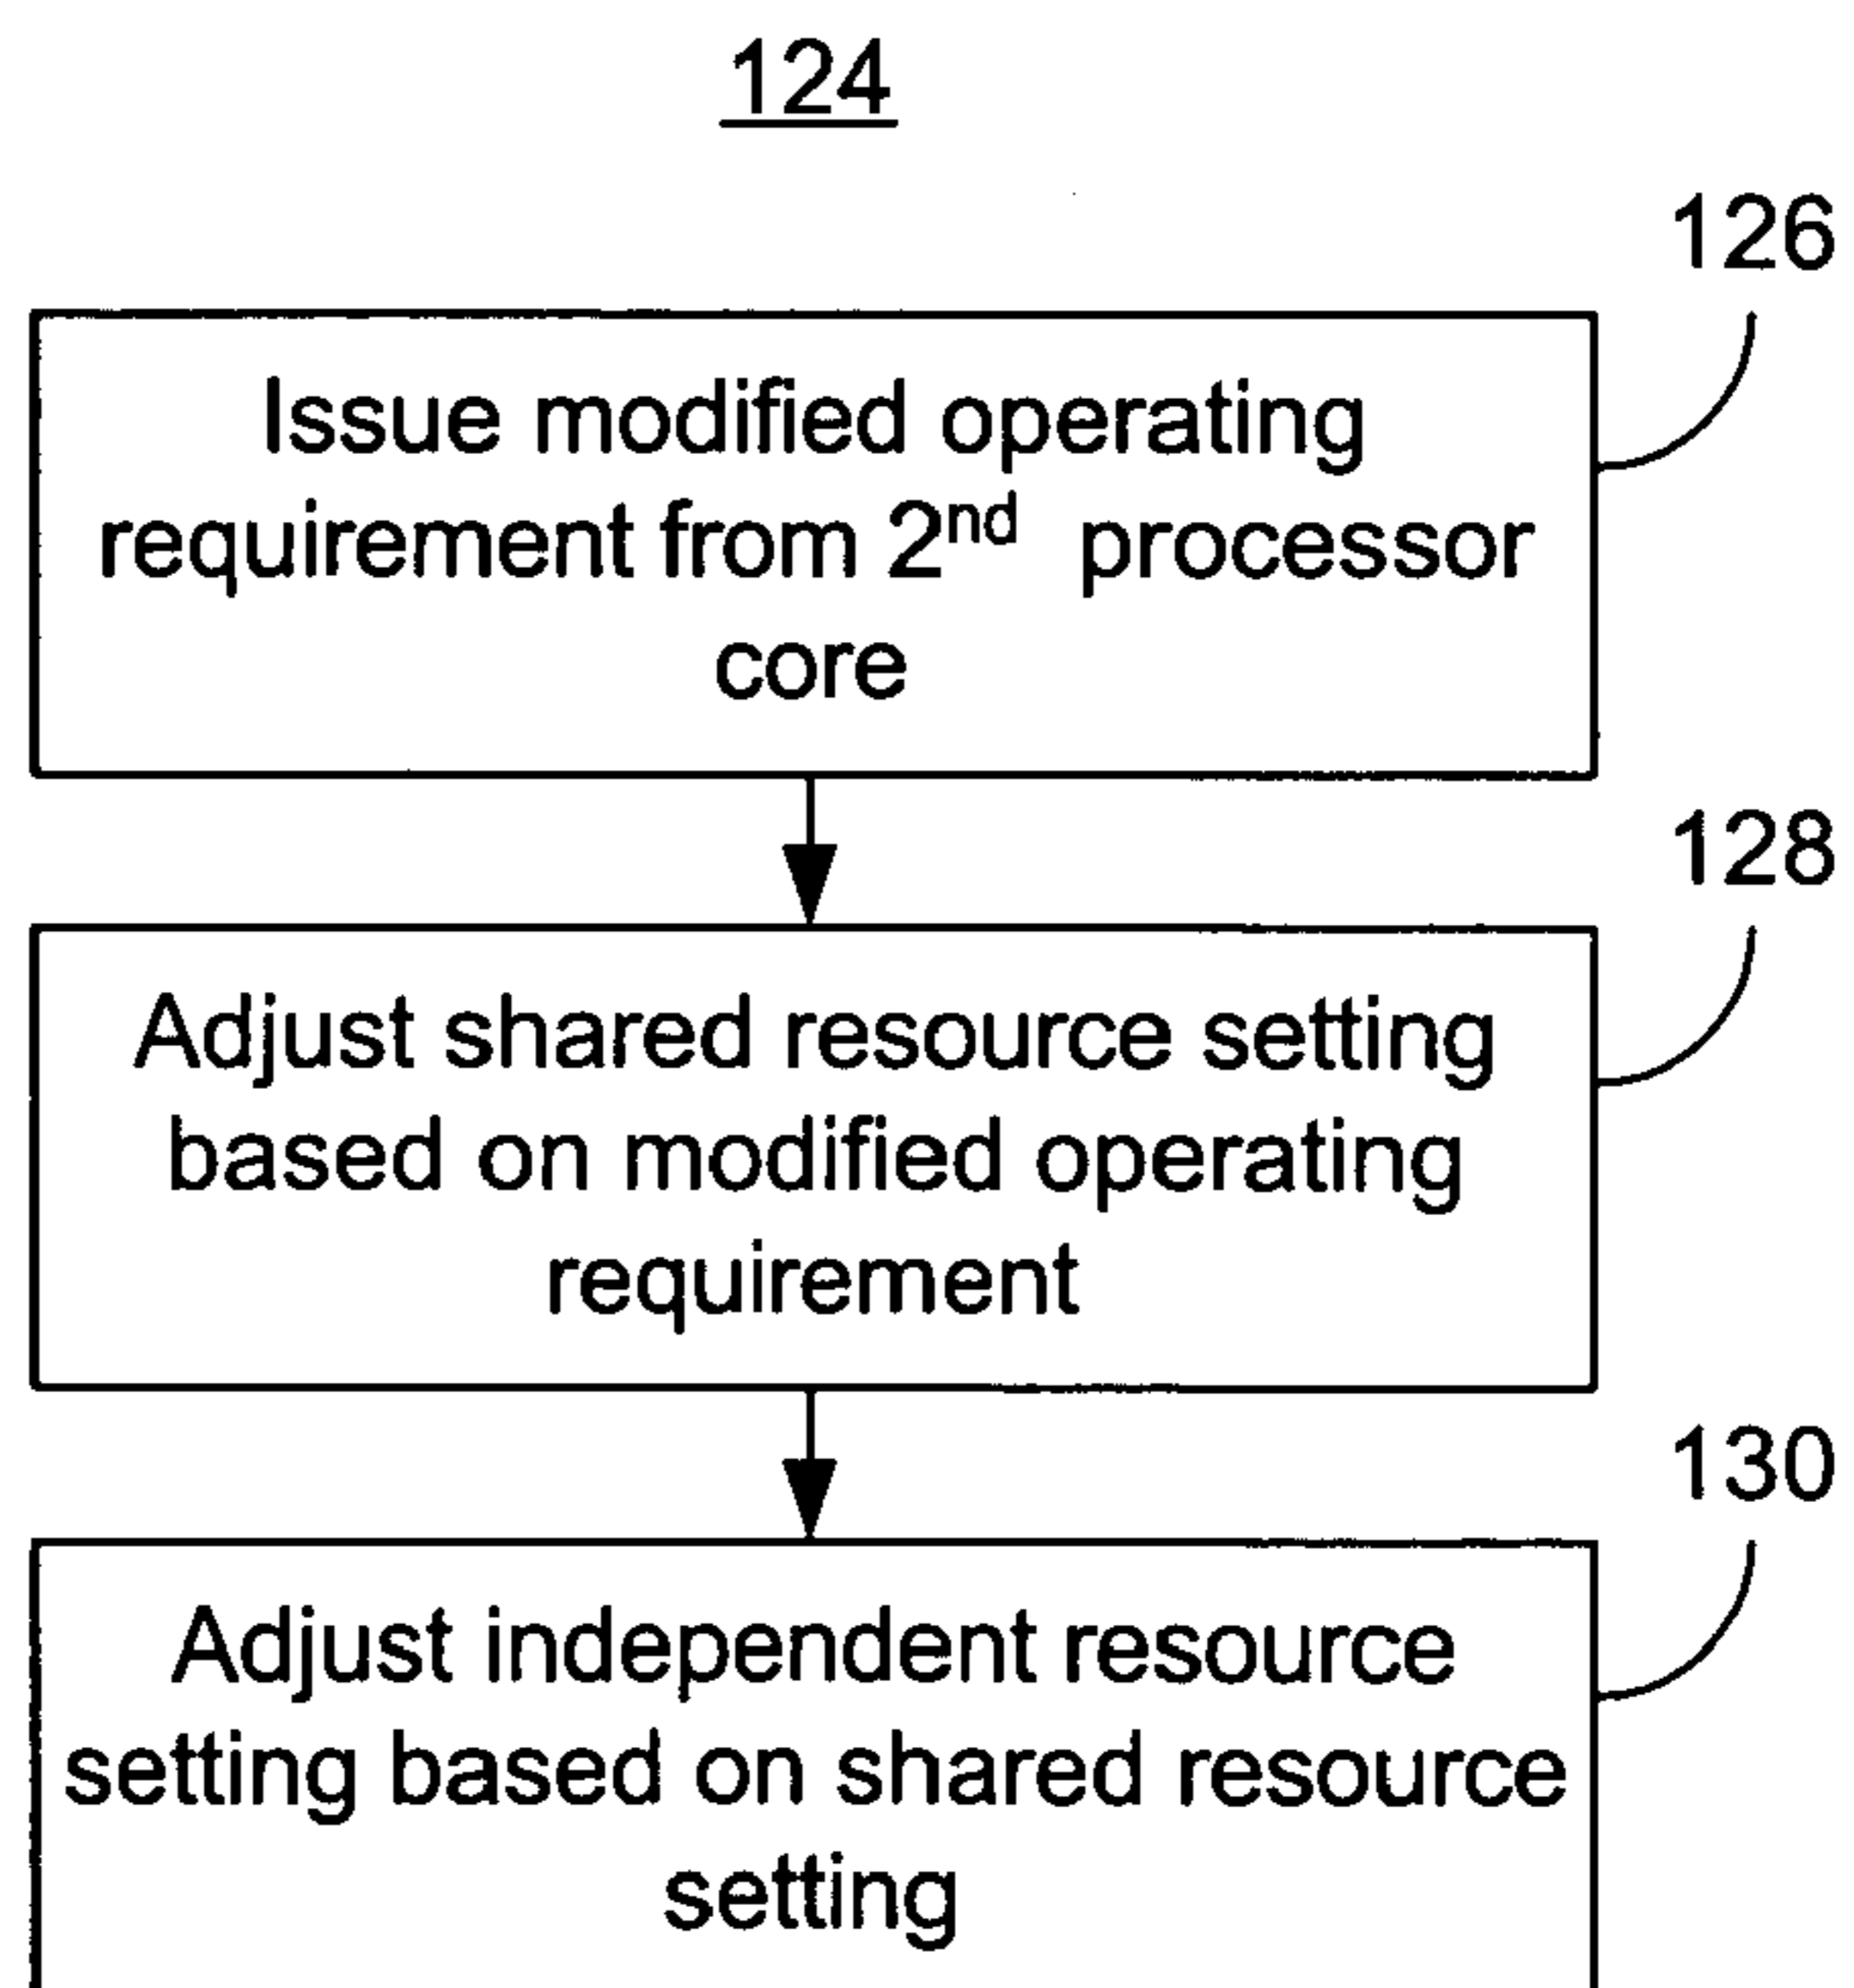 124
126
Issue modified operating
requirement from 2nd processor
core
128
Adjust shared resource setting
based on modified operating
requirement
130
Adjust independent resource
setting based on shared resource
setting